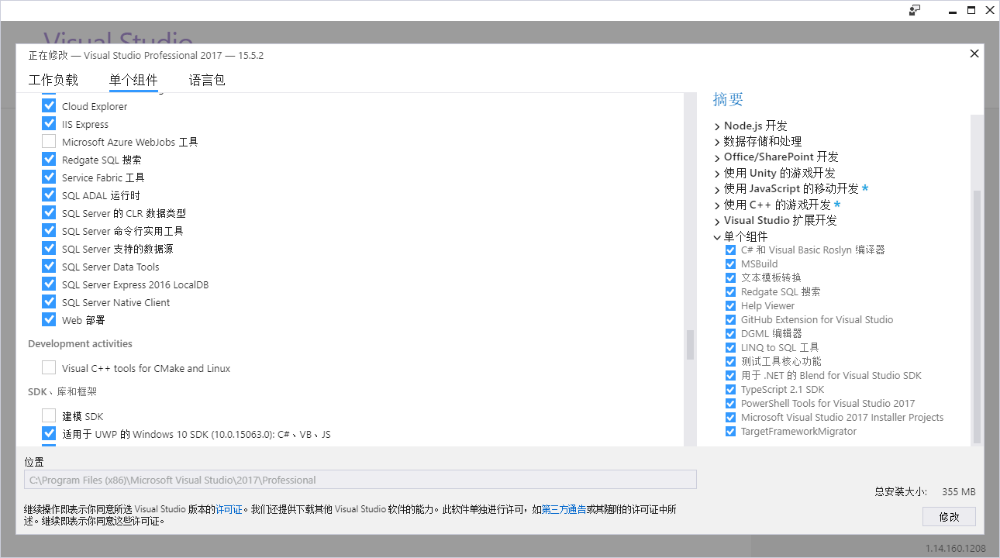 Visual Studio
正在修改 — Visual Studio Professional 2017 — 15.5.2
工作负载
单个组件
语言包
Cloud Explorer
IIS Express
Microsoft Azure WebJobs 工具
Redgate SQL 搜索
Service Fabric 工具
SQL ADAL 运行时
SQL Server 的 CLR 数据类型
SQL Server 命令行实用工具
SQL Server 支持的数据源
SQL Server Data Tools
SQL Server Express 2016 LocalDB
SQL Server Native Client
Web 部署
Development activities
Visual C++ tools for CMake and Linux
SDK、库和框架
建模 SDK
适用于 UWP 的 Windows 10 SDK (10.0.15063.0): C#、VB、JS
摘要
Node.js 开发
数据存储和处理
Office/SharePoint 开发
使用 Unity 的游戏开发
使用 JavaScript 的移动开发 *
使用 C++ 的游戏开发 *
Visual Studio 扩展开发
单个组件
C# 和 Visual Basic Roslyn 编译器
MSBuild
文本模板转换
Redgate SQL 搜索
Help Viewer
GitHub Extension for Visual Studio
DGML 编辑器
LINQ to SQL 工具
测试工具核心功能
用于 .NET 的 Blend for Visual Studio SDK
TypeScript 2.1 SDK
PowerShell Tools for Visual Studio 2017
Microsoft Visual Studio 2017 Installer Projects
TargetFrameworkMigrator
位置
C:\Program Files (x86)\Microsoft Visual Studio\2017\Professional
继续操作即表示你同意所选 Visual Studio 版本的许可证。我们还提供下载其他 Visual Studio 软件的能力。此软件单独进行许可，如第三方通告或其随附的许可证中所
述。继续即表示你同意这些许可证。
总安装大小: 355 MB
修改
1.14.160.1208